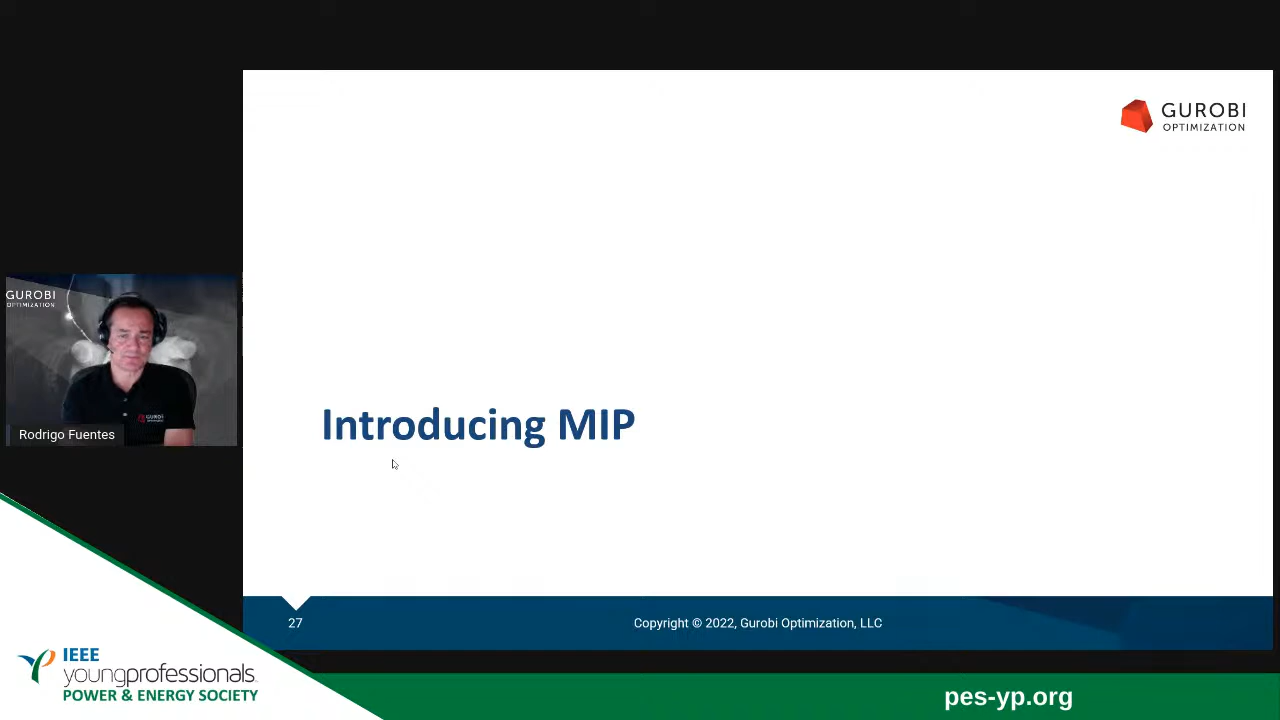 GUROBI
OPTIMIZATION
GUROBI
OPTIMIZATION
GUROBI
Rodrigo Fuentes
Introducing MIP
27
Copyright © 2022, Gurobi Optimization, LLC
IEEE
youngprofessionals
POWER & ENERGY SOCIETY
pes-yp.org